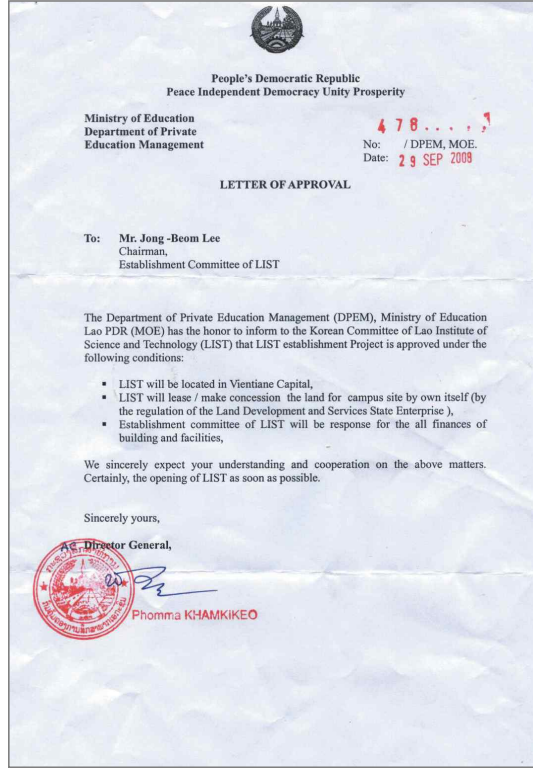 People's Democratic Republic
Peace Independent Democracy Unity Prosperity
Ministry of Education
Department of Private
Education Management
478
No: / DPEM, MOE.
Date: 29 SEP 2008
LETTER OF APPROVAL
To: Mr. Jong -Beom Lee
Chairman,
Establishment Committee of LIST
The Department of Private Education Management (DPEM), Ministry of Education
Lao PDR (MOE) has the honor to inform to the Korean Committee of Lao Institute of
Science and Technology (LIST) that LIST establishment Project is approved under the
following conditions:
▪ LIST will be located in Vientiane Capital,
▪ LIST will lease / make concession the land for campus site by own itself (by
the regulation of the Land Development and Services State Enterprise ),
▪ Establishment committee of LIST will be response for the all finances of
building and facilities,
We sincerely expect your understanding and cooperation on the above matters.
Certainly, the opening of LIST as soon as possible.
Sincerely yours,
Director General,
Phomma KHAMKIKEO